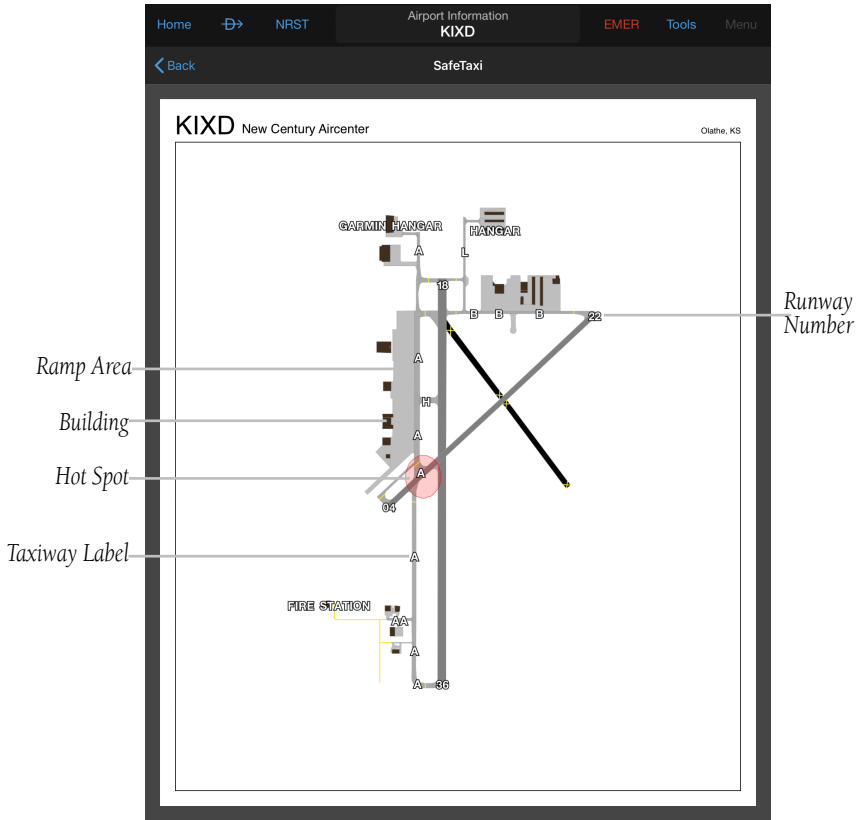 Airport Information
Home D NRST KIXD EMER Tools Menu
Back SafeTaxi
KIXD New Century Aircenter Olathe, KS
GARMIN HANGAR
HANGAR
A L
18
Runway
Number
B B B 22
Ramp Area
A
H
Building
A
Hot Spot
A
04
Taxiway Label
A
FIRE STATION
AA
A
A 36